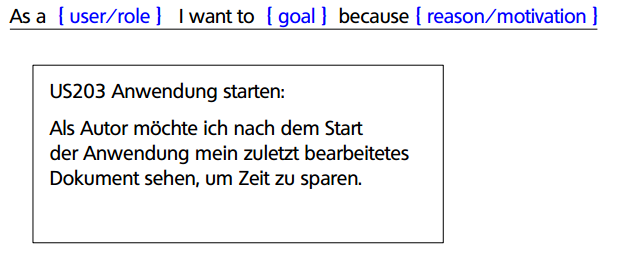 As a { user/role } I want to { goal } because { reason/motivation }
US203 Anwendung starten:
Als Autor möchte ich nach dem Start
der Anwendung mein zuletzt bearbeitetes
Dokument sehen, um Zeit zu sparen.